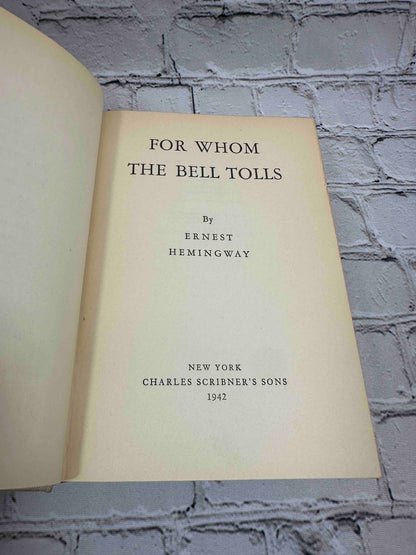 FOR WHOM
THE BELL TOLLS
By
ERNEST
HEMINGWAY
NEW YORK
CHARLES SCRIBNER'S SONS
1942